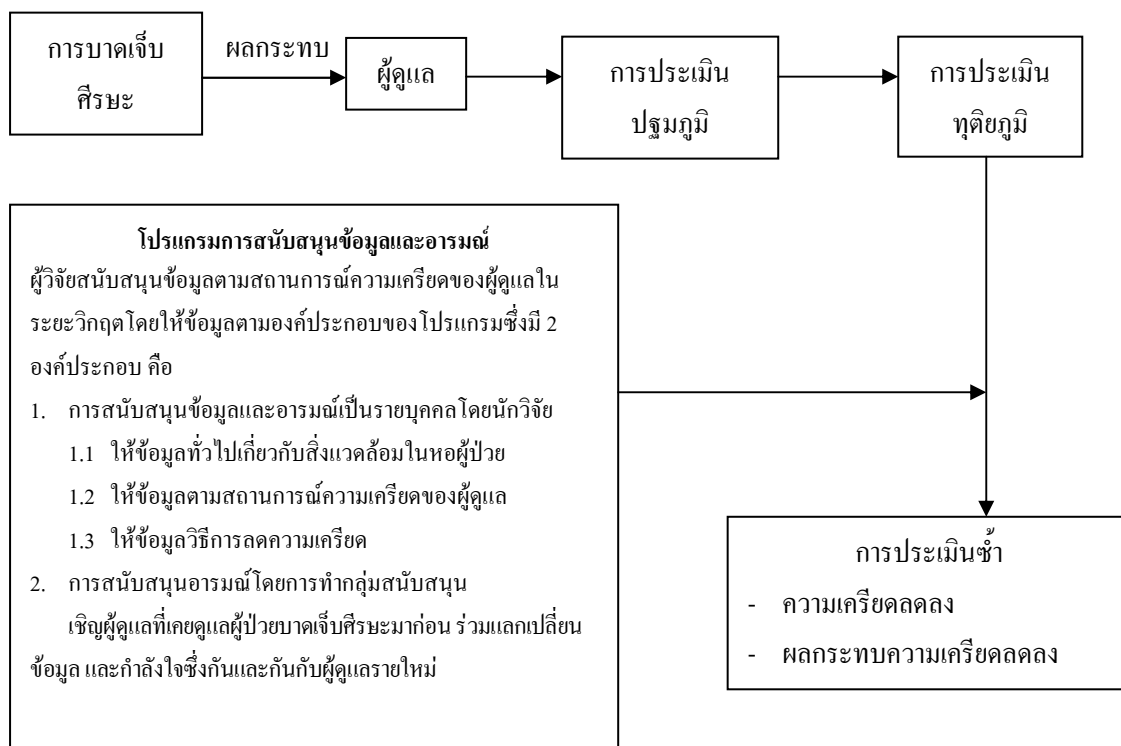 การบาดเจ็บ
ศีรษะ
ผลกระทบ
ผู้ดูแล
การประเมิน
ปฐมภูมิ
การประเมิน
ทุติยภูมิ
โปรแกรมการสนับสนุนข้อมูลและอารมณ์
ผู้วิจัยสนับสนุนข้อมูลตามสถานการณ์ความเครียดของผู้ดูแลใน
ระยะวิกฤตโดยให้ข้อมูลตามองค์ประกอบของโปรแกรมซึ่งมี 2
องค์ประกอบ คือ
1. การสนับสนุนข้อมูลและอารมณ์เป็นรายบุคคลโดยนักวิจัย
1.1 ให้ข้อมูลทั่วไปเกี่ยวกับสิ่งแวดล้อมในหอผู้ป่วย
1.2 ให้ข้อมูลตามสถานการณ์ความเครียดของผู้ดูแล
1.3 ให้ข้อมูลวิธีการลดความเครียด
2. การสนับสนุนอารมณ์โดยการทำกลุ่มสนับสนุน
เชิญผู้ดูแลที่เคยดูแลผู้ป่วยบาดเจ็บศีรษะมาก่อน ร่วมแลกเปลี่ยน
ข้อมูล และกำลังใจซึ่งกันและกันกับผู้ดูแลรายใหม่
การประเมินซ้ำ
- ความเครียดลดลง
- ผลกระทบความเครียดลดลง